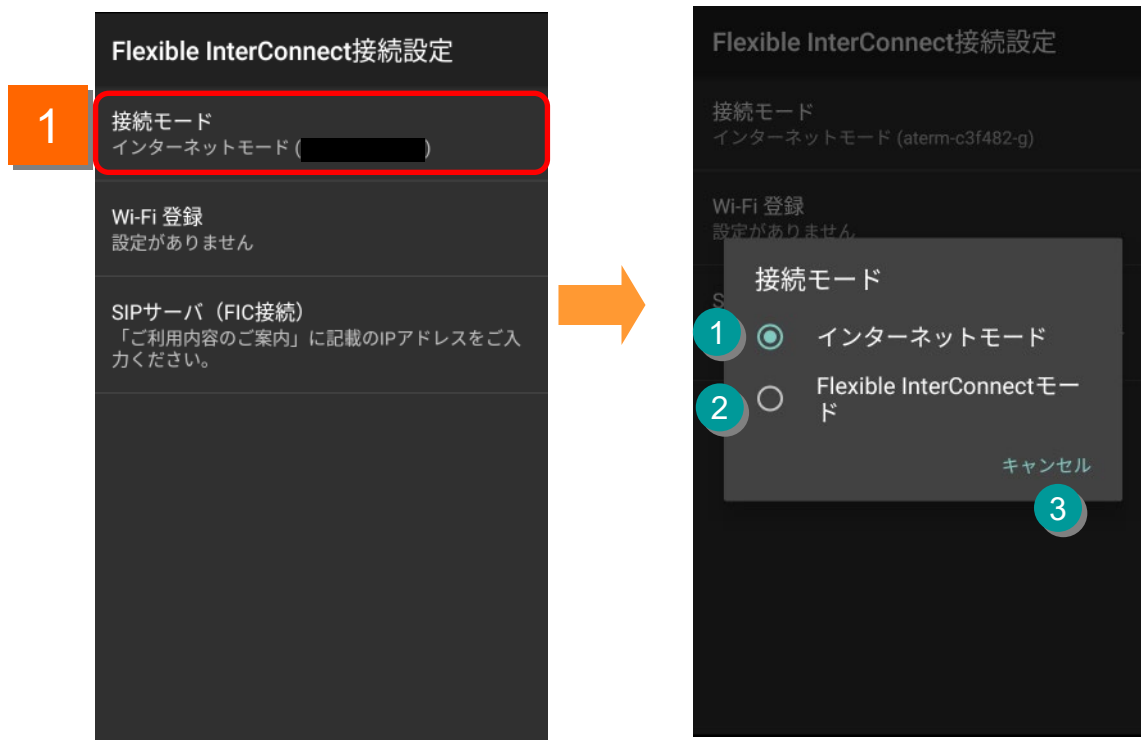 Flexible InterConnect接続設定
1
接続モード
インターネットモード ( )
Wi-Fi 登録
設定がありません
SIPサーバ（FIC接続）
「ご利用内容のご案内」に記載のIPアドレスをご入
力ください。
Flexible InterConnect接続設定
接続モード
インターネットモード (aterm-c3f482-g)
Wi-Fi 登録
設定がありません
S
接続モード
1
インターネットモード
2
Flexible InterConnectモー
ド
キャンセル
3